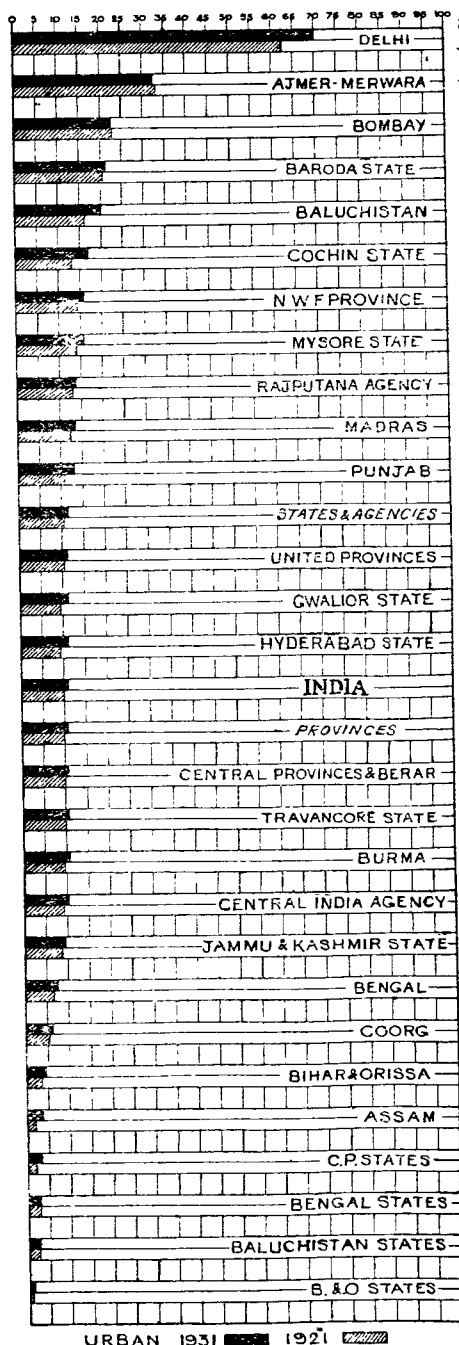 0 5 10 15 20 25 30 35 40 45 50 55 60 65 70 75 80 85 90 95 100
DELHI
AJMER-MERWARA
BOMBAY
BARODA STATE
BALUCHISTAN
COCHIN STATE
N W F PROVINCE
MYSORE STATE
RAJPUTANA AGENCY
MADRAS
PUNJAB
STATES & AGENCIES
UNITED PROVINCES
GWALIOR STATE
HYDERABAD STATE
INDIA
PROVINCES
CENTRAL PROVINCES & BERAR
TRAVANCORE STATE
BURMA
CENTRAL INDIA AGENCY
JAMMU & KASHMIR STATE
BENGAL
COORG
BIHAR & ORISSA
ASSAM
C.P. STATES
BENGAL STATES
BALUCHISTAN STATES
B. & O STATES
URBAN 1931 1921